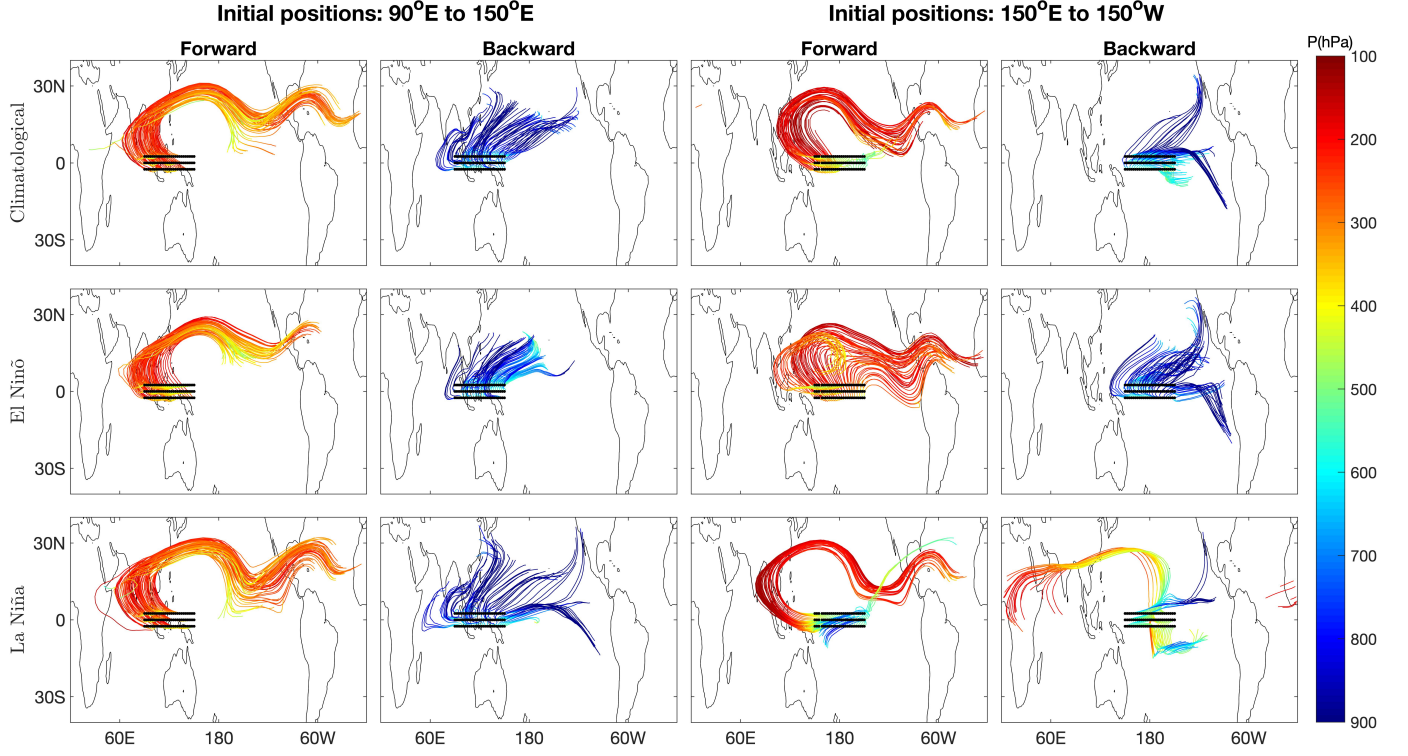 Initial positions: 90°E to 150°E Initial positions: 150°E to 150°W
Forward Backward Forward Backward
P(hPa)
100
200
300
400
500
600
700
800
900
Climatological
30N
0
30S
El Ninõ
30N
0
30S
La Niña
30N
0
30S
60E 180 60W 60E 180 60W 60E 180 60W 60E 180 60W